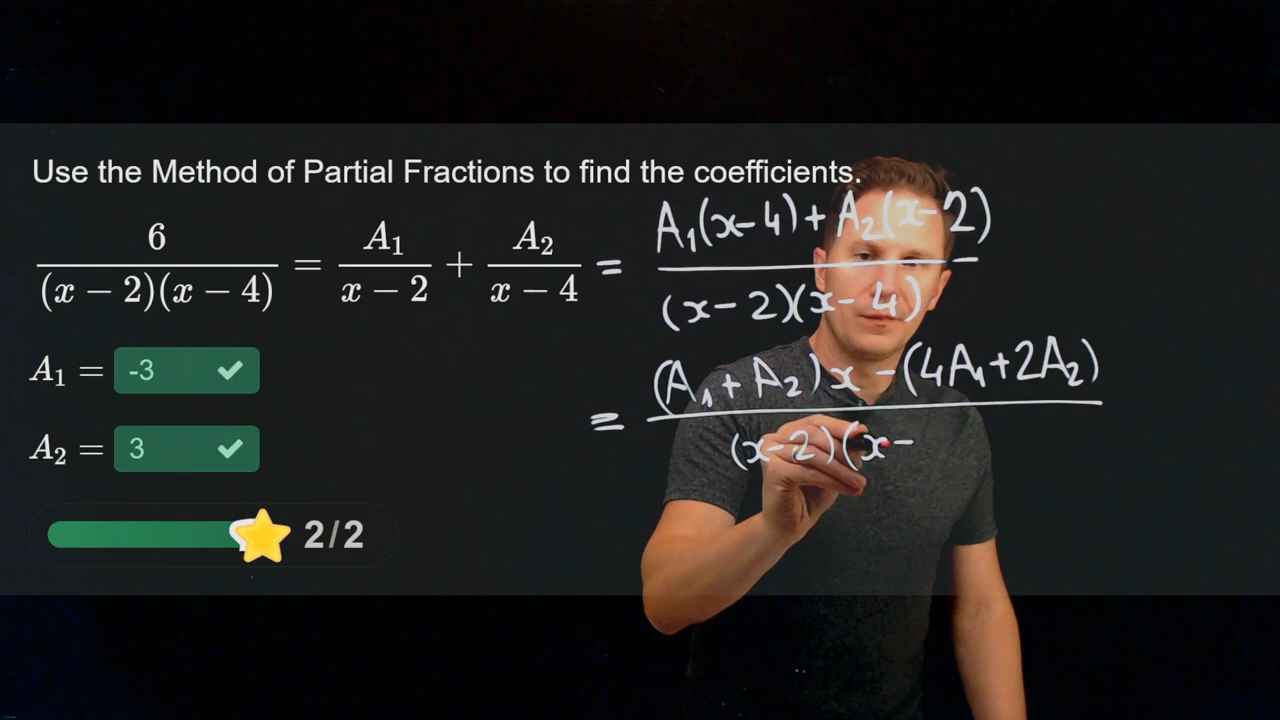 Use the Method of Partial Fractions to find the coefficients.
6/((x − 2)(x − 4)) = A₁/(x − 2) + A₂/(x − 4) = (A₁(x-4)+A₂(x-2))/((x-2)(x-4))
A₁ = -3
= ((A₁+A₂)x-(4A₁+2A₂))/((x-2)(x-
A₂ = 3
2/2